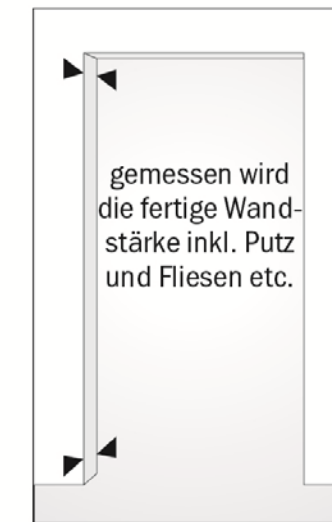 gemessen wird
die fertige Wand-
stärke inkl. Putz
und Fliesen etc.